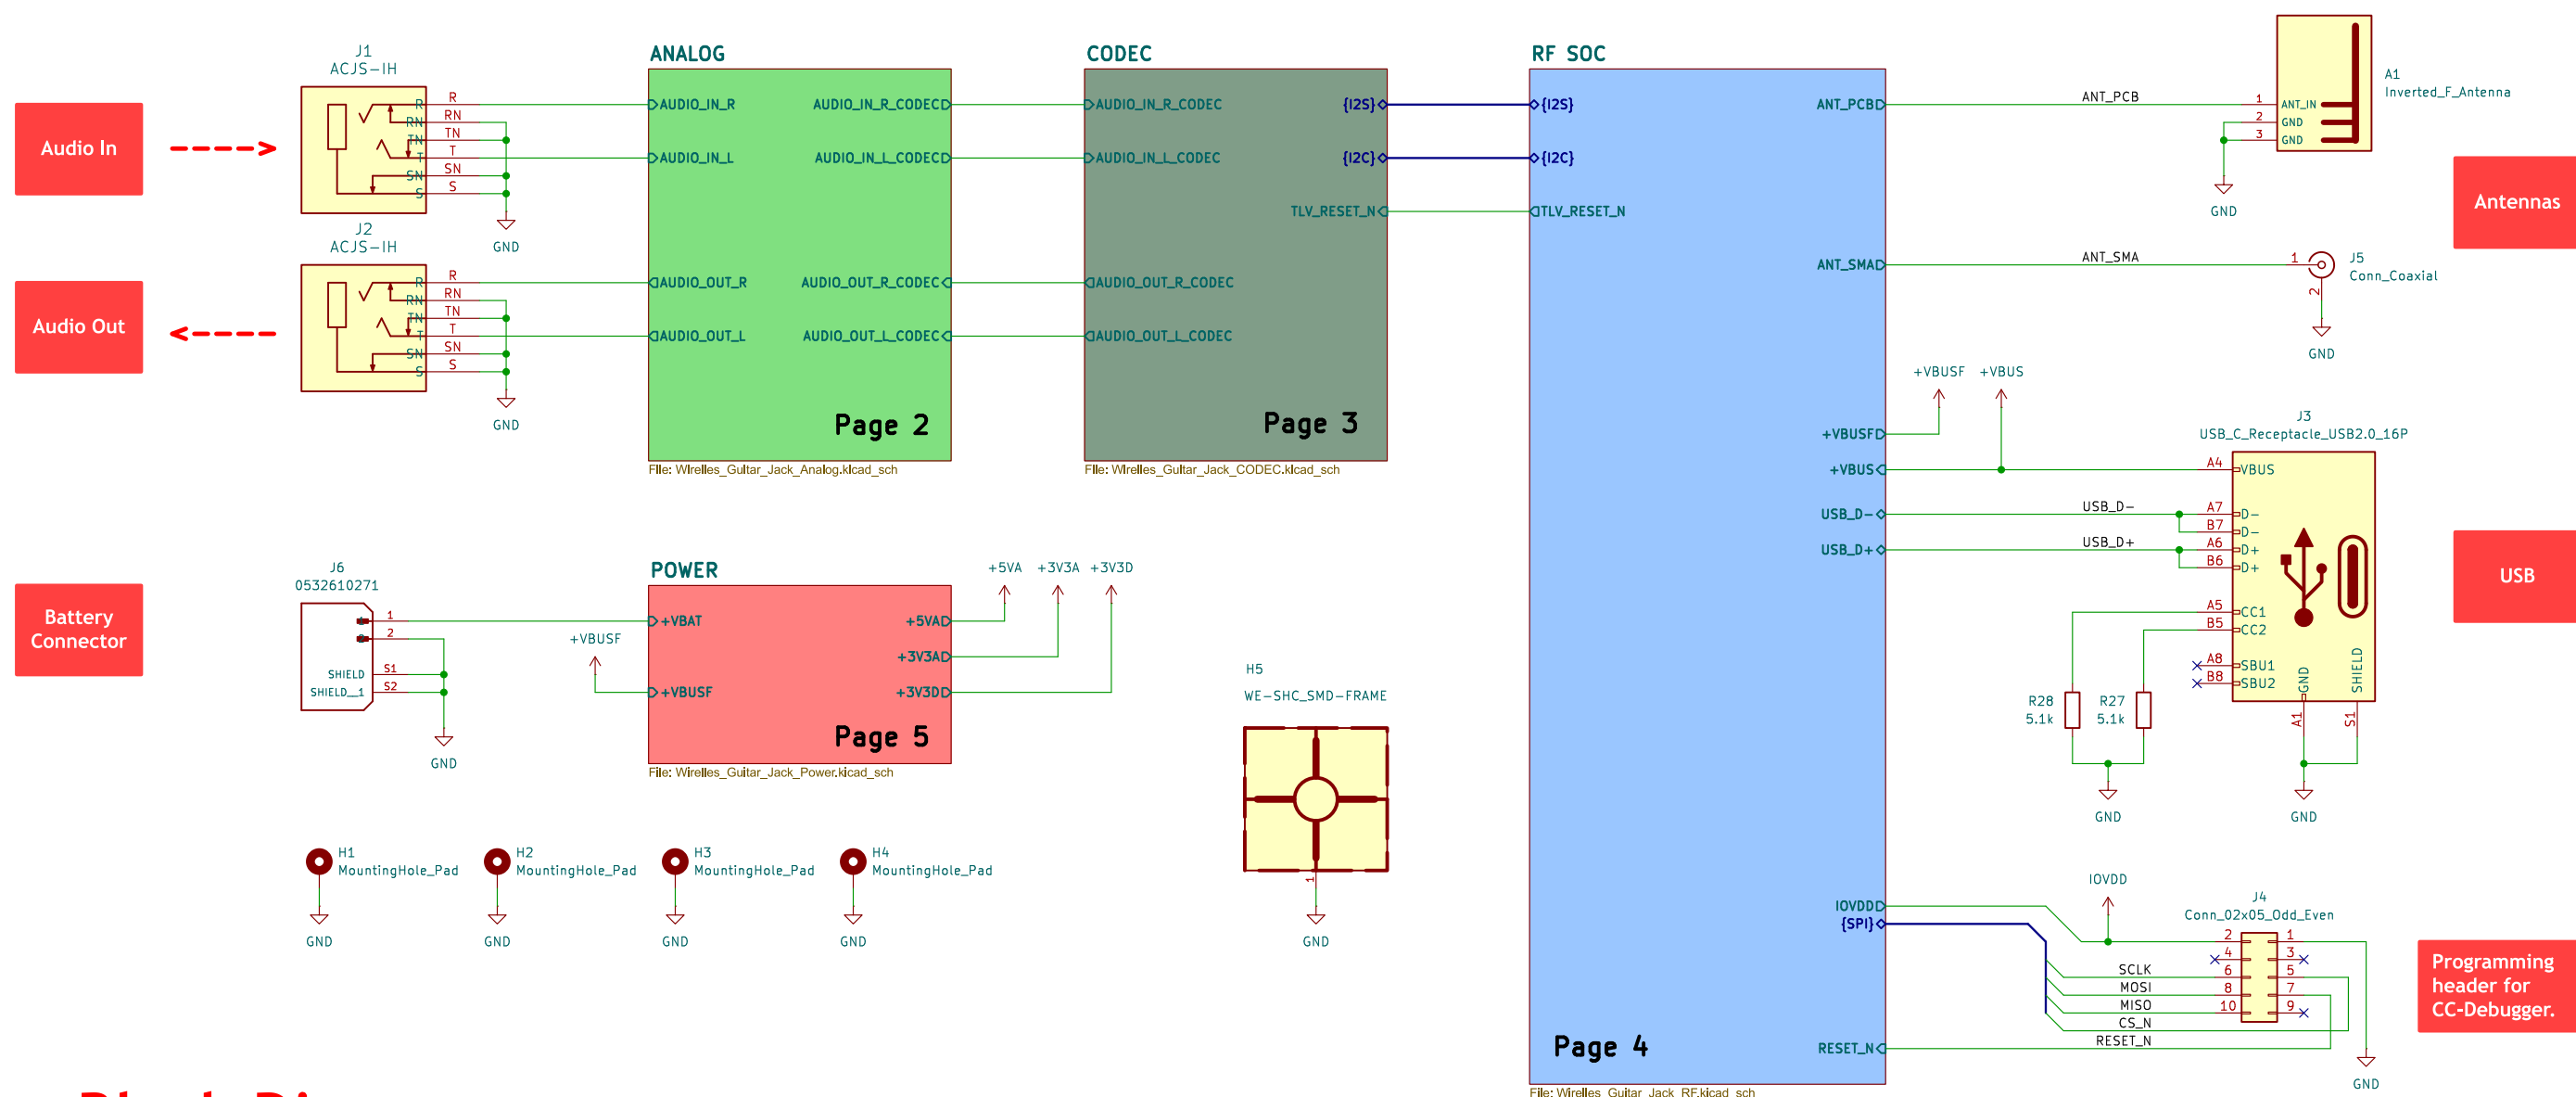 Audio In
Audio Out
Battery
Connector
J1
ACJS-IH
R
RN
TN
T
SN
S
R
RN
TN
T
SN
S
GND
J2
ACJS-IH
R
RN
TN
T
SN
S
R
RN
TN
T
SN
S
GND
ANALOG
AUDIO_IN_R
AUDIO_IN_L
AUDIO_OUT_R
AUDIO_OUT_L
AUDIO_IN_R_CODEC
AUDIO_IN_L_CODEC
AUDIO_OUT_R_CODEC
AUDIO_OUT_L_CODEC
Page 2
File: Wirelles_Guitar_Jack_Analog.kicad_sch
CODEC
AUDIO_IN_R_CODEC
AUDIO_IN_L_CODEC
AUDIO_OUT_R_CODEC
AUDIO_OUT_L_CODEC
{I2S}
{I2C}
TLV_RESET_N
Page 3
File: Wirelles_Guitar_Jack_CODEC.kicad_sch
RF SOC
{I2S}
{I2C}
TLV_RESET_N
ANT_PCB
ANT_SMA
+VBUSF
+VBUS
USB_D-
USB_D+
IOVDD
{SPI}
RESET_N
Page 4
File: Wirelles_Guitar_Jack_RF.kicad_sch
ANT_PCB
A1
Inverted_F_Antenna
1
2
3
ANT_IN
GND
GND
GND
Antennas
ANT_SMA
1
2
J5
Conn_Coaxial
GND
+VBUSF
+VBUS
J3
USB_C_Receptacle_USB2.0_16P
A4
VBUS
USB_D-
A7
D-
B7
D-
USB_D+
A6
D+
B6
D+
A5
CC1
B5
CC2
A8
SBU1
B8
SBU2
GND
SHIELD
A1
S1
GND
R28
5.1k
R27
5.1k
GND
USB
J6
0532610271
1
2
SHIELD
S1
SHIELD__1
S2
GND
+VBUSF
POWER
+VBAT
+VBUSF
+5VA
+3V3A
+3V3D
Page 5
File: Wirelles_Guitar_Jack_Power.kicad_sch
+5VA
+3V3A
+3V3D
H5
WE-SHC_SMD-FRAME
1
GND
H1
MountingHole_Pad
GND
H2
MountingHole_Pad
GND
H3
MountingHole_Pad
GND
H4
MountingHole_Pad
GND
IOVDD
J4
Conn_02x05_Odd_Even
2
1
4
3
SCLK
6
5
MOSI
8
7
MISO
10
9
CS_N
RESET_N
GND
Programming
header for
CC-Debugger.